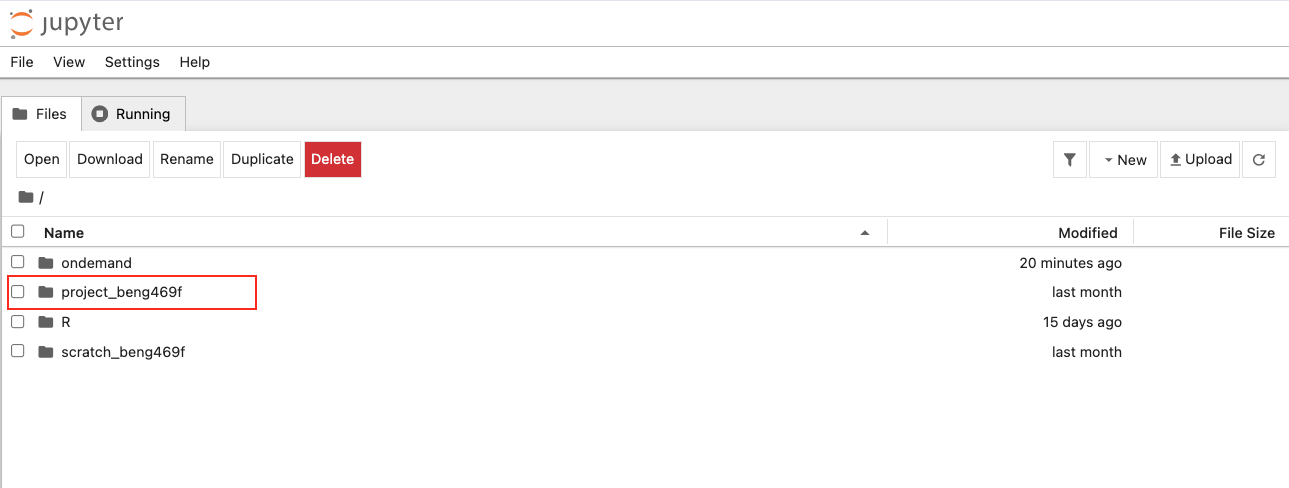 jupyter
File View Settings Help
Files Running
Open Download Rename Duplicate Delete New Upload
/
Name Modified File Size
ondemand 20 minutes ago
project_beng469f last month
R 15 days ago
scratch_beng469f last month